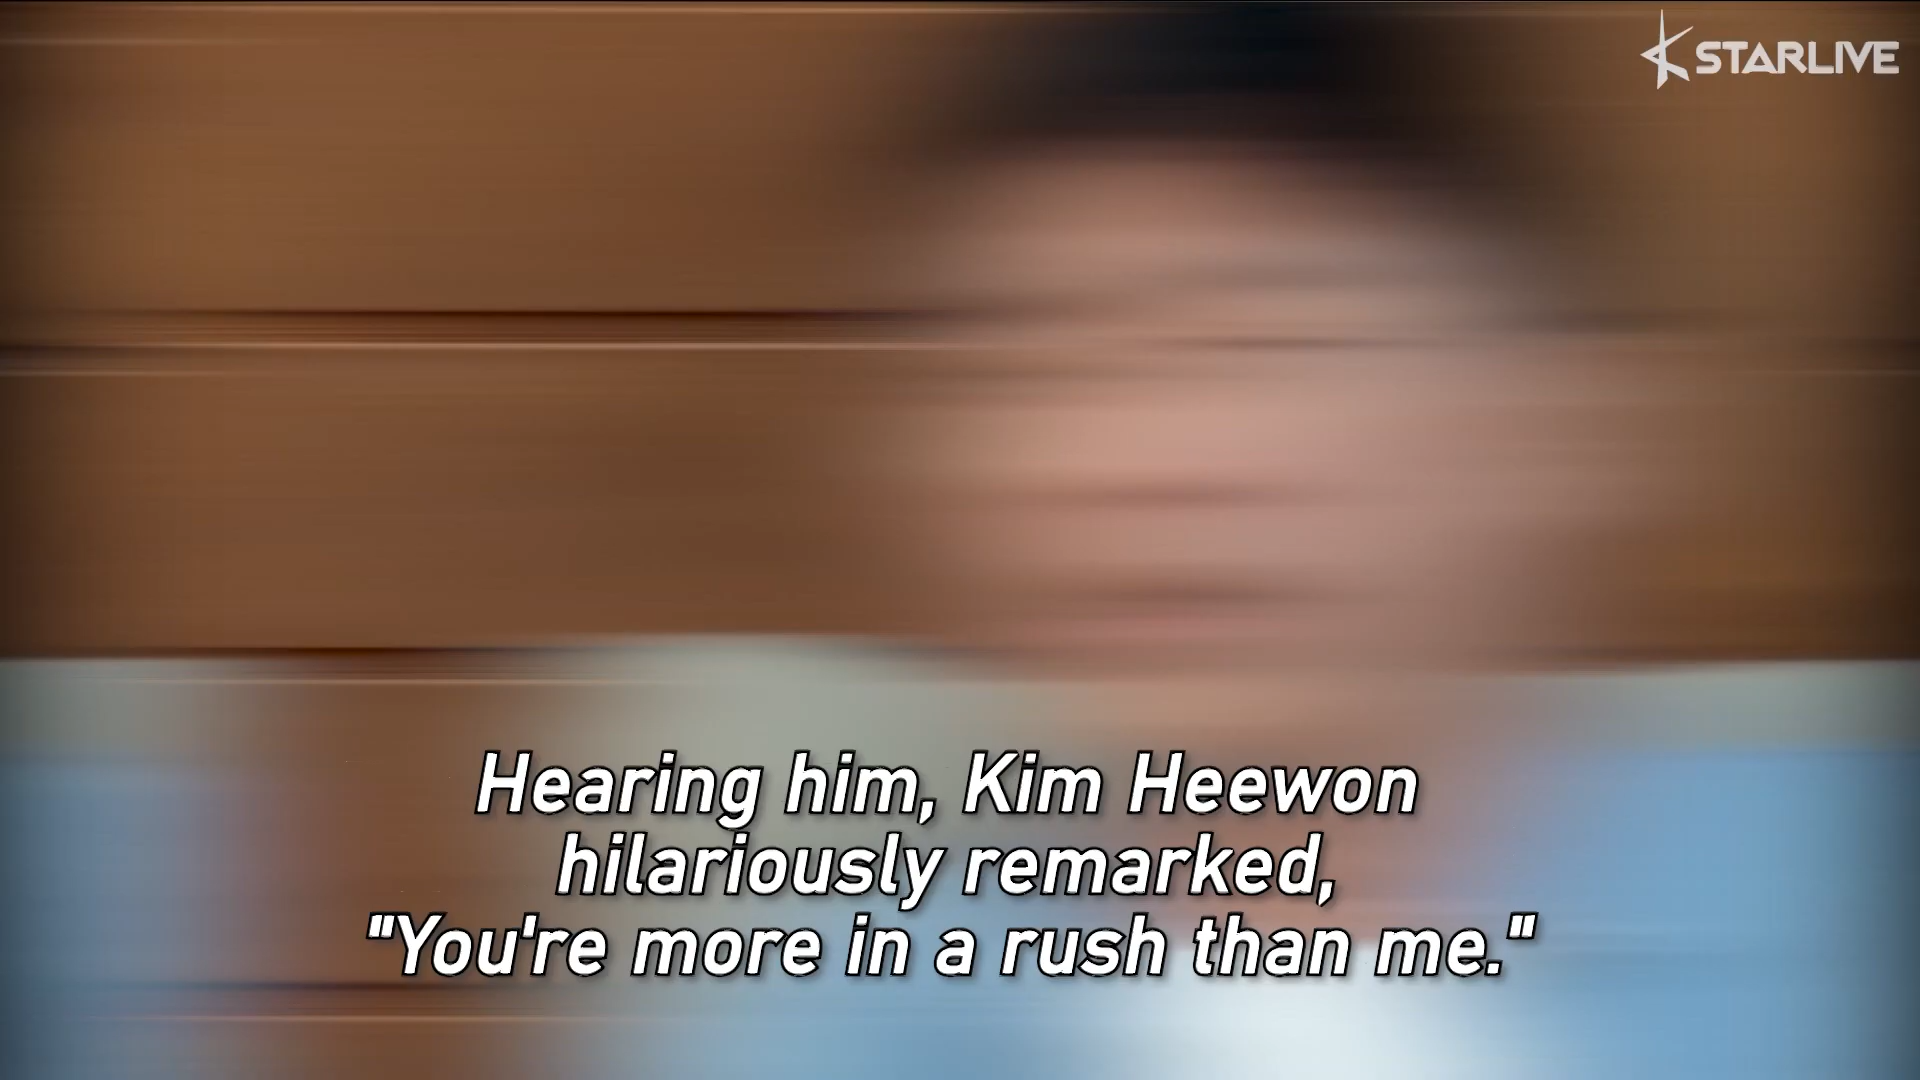 STARLIVE
Hearing him, Kim Heewon
hilariously remarked,
"You're more in a rush than me."